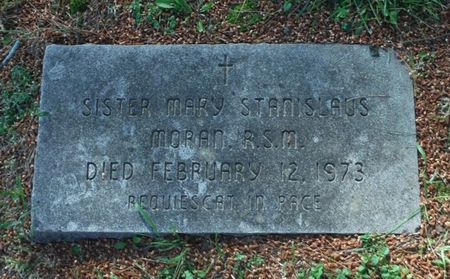 SISTER MARY STANISLAUS
MORAN, R.S.M.
DIED FEBRUARY 12, 1973
REQUIESCAT IN PACE